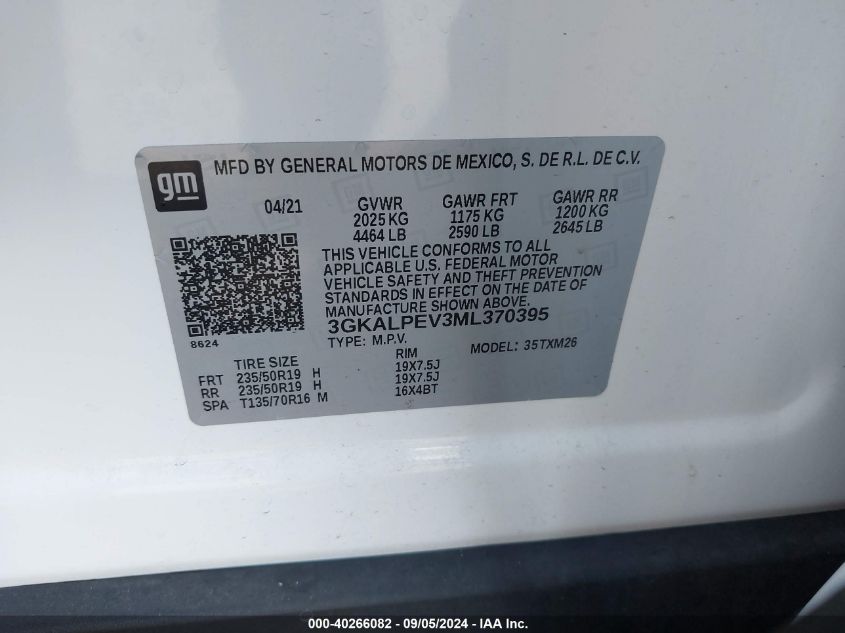 gm
MFD BY GENERAL MOTORS DE MEXICO, S. DE R.L. DE C.V.
04/21 GVWR GAWR FRT GAWR RR
2025 KG 1175 KG 1200 KG
4464 LB 2590 LB 2645 LB
THIS VEHICLE CONFORMS TO ALL
APPLICABLE U.S. FEDERAL MOTOR
VEHICLE SAFETY AND THEFT PREVENTION
STANDARDS IN EFFECT ON THE DATE OF
MANUFACTURE SHOWN ABOVE.
3GKALPEV3ML370395
8624
TYPE: M.P.V. MODEL: 35TXM26
TIRE SIZE RIM
FRT 235/50R19 H 19X7.5J
RR 235/50R19 H 19X7.5J
SPA T135/70R16 M 16X4BT
000-40266082 - 09/05/2024 - IAA Inc.